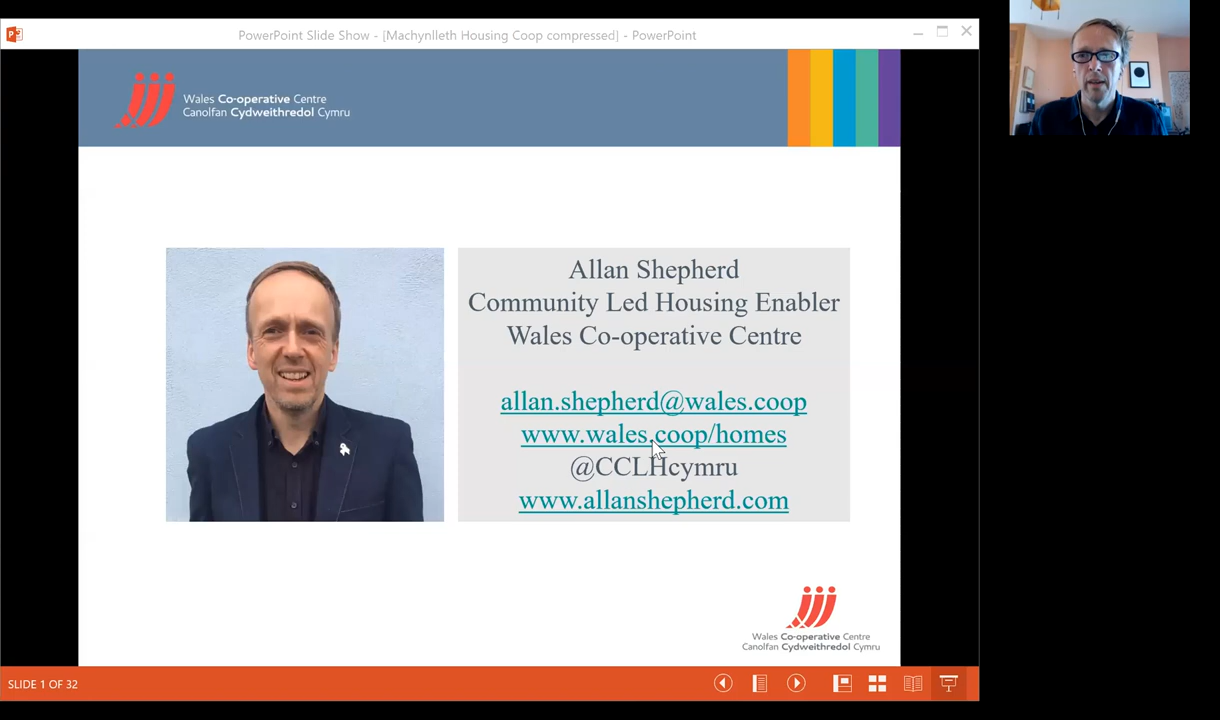 PowerPoint Slide Show - [Machynlleth Housing Coop compressed] - PowerPoint
Wales Co-operative Centre
Canolfan Cydweithredol Cymru
Allan Shepherd
Community Led Housing Enabler
Wales Co-operative Centre
allan.shepherd@wales.coop
www.wales.coop/homes
@CCLHcymru
www.allanshepherd.com
Wales Co-operative Centre
Canolfan Cydweithredol Cymru
SLIDE 1 OF 32